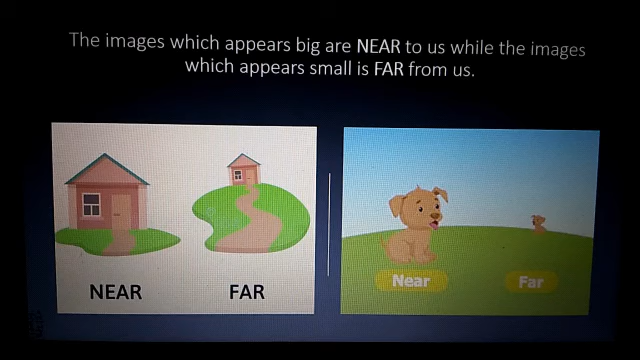 The images which appears big are NEAR to us while the images
which appears small is FAR from us.
NEAR
FAR
Near
Far